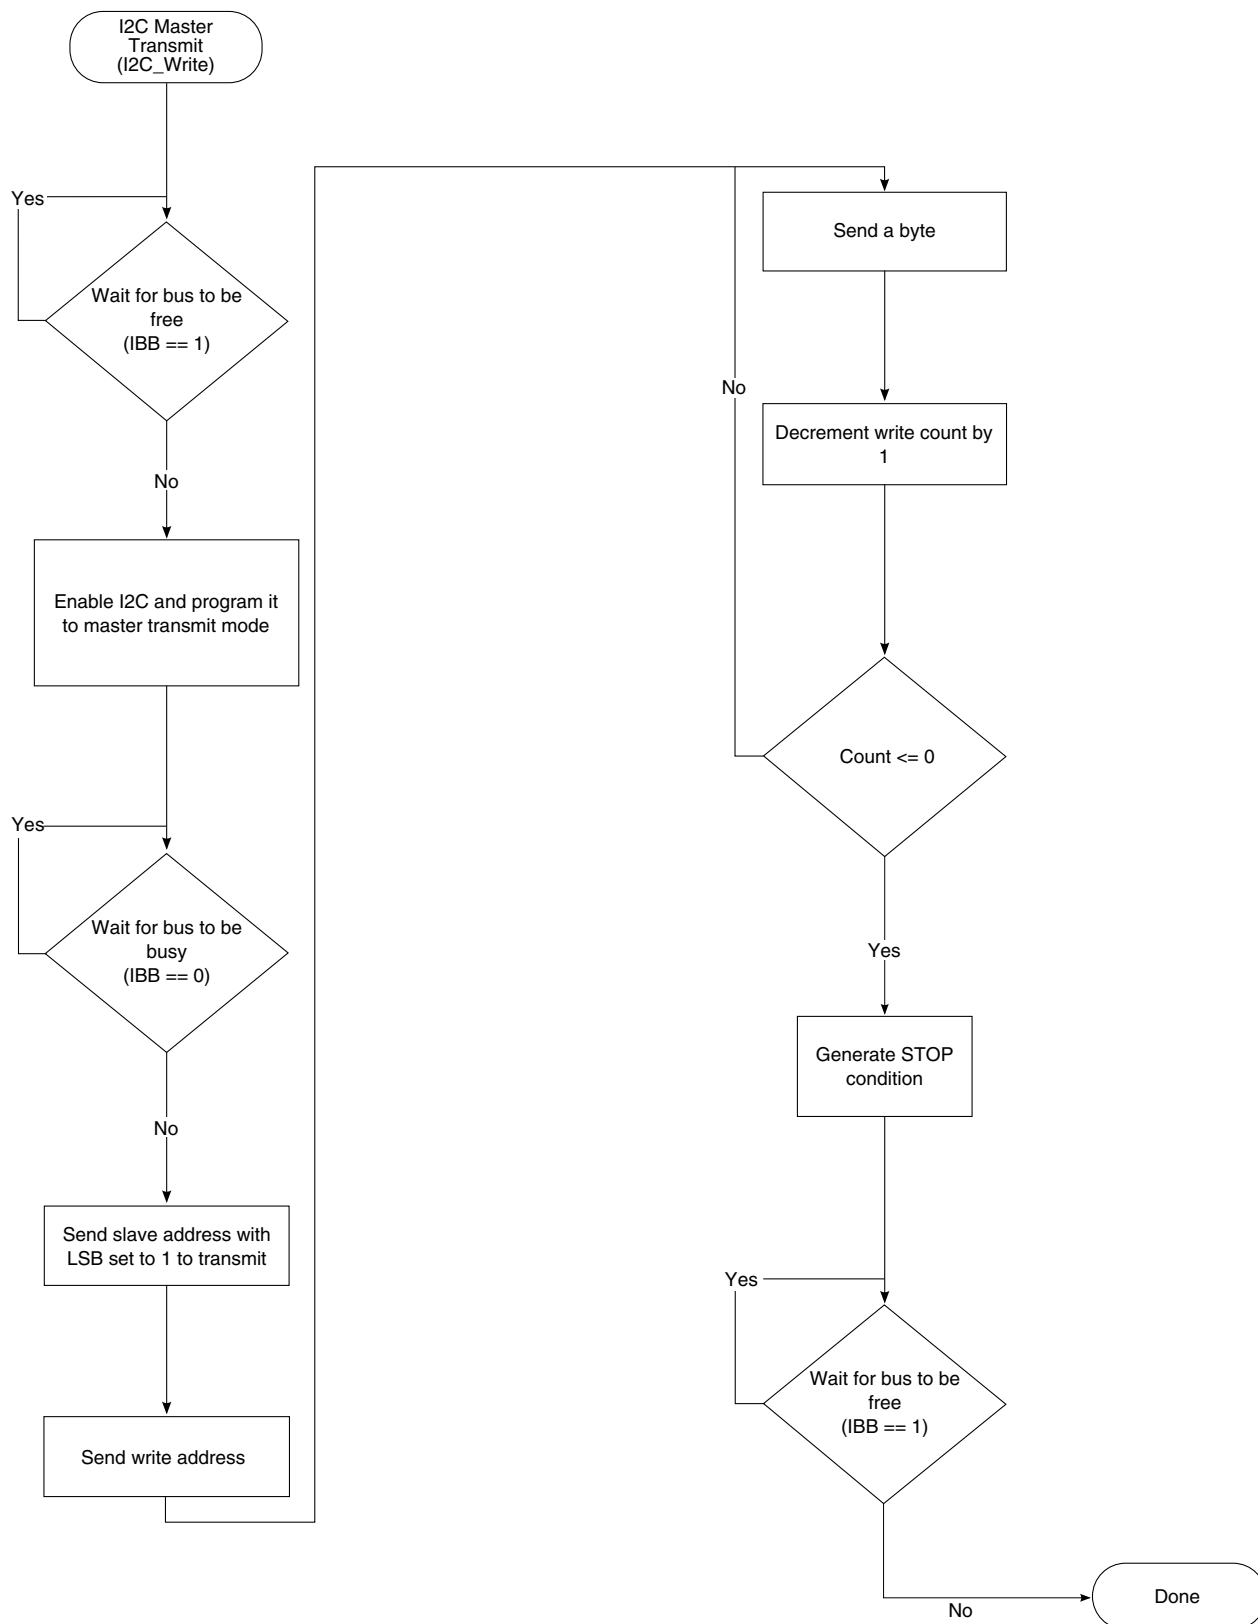 I2C Master
Transmit
(I2C_Write)
Yes
Wait for bus to be
free
(IBB == 1)
No
Enable I2C and program it
to master transmit mode
Yes
Wait for bus to be
busy
(IBB == 0)
No
Send slave address with
LSB set to 1 to transmit
Send write address
Send a byte
No
Decrement write count by
1
Count <= 0
Yes
Generate STOP
condition
Yes
Wait for bus to be
free
(IBB == 1)
No
Done